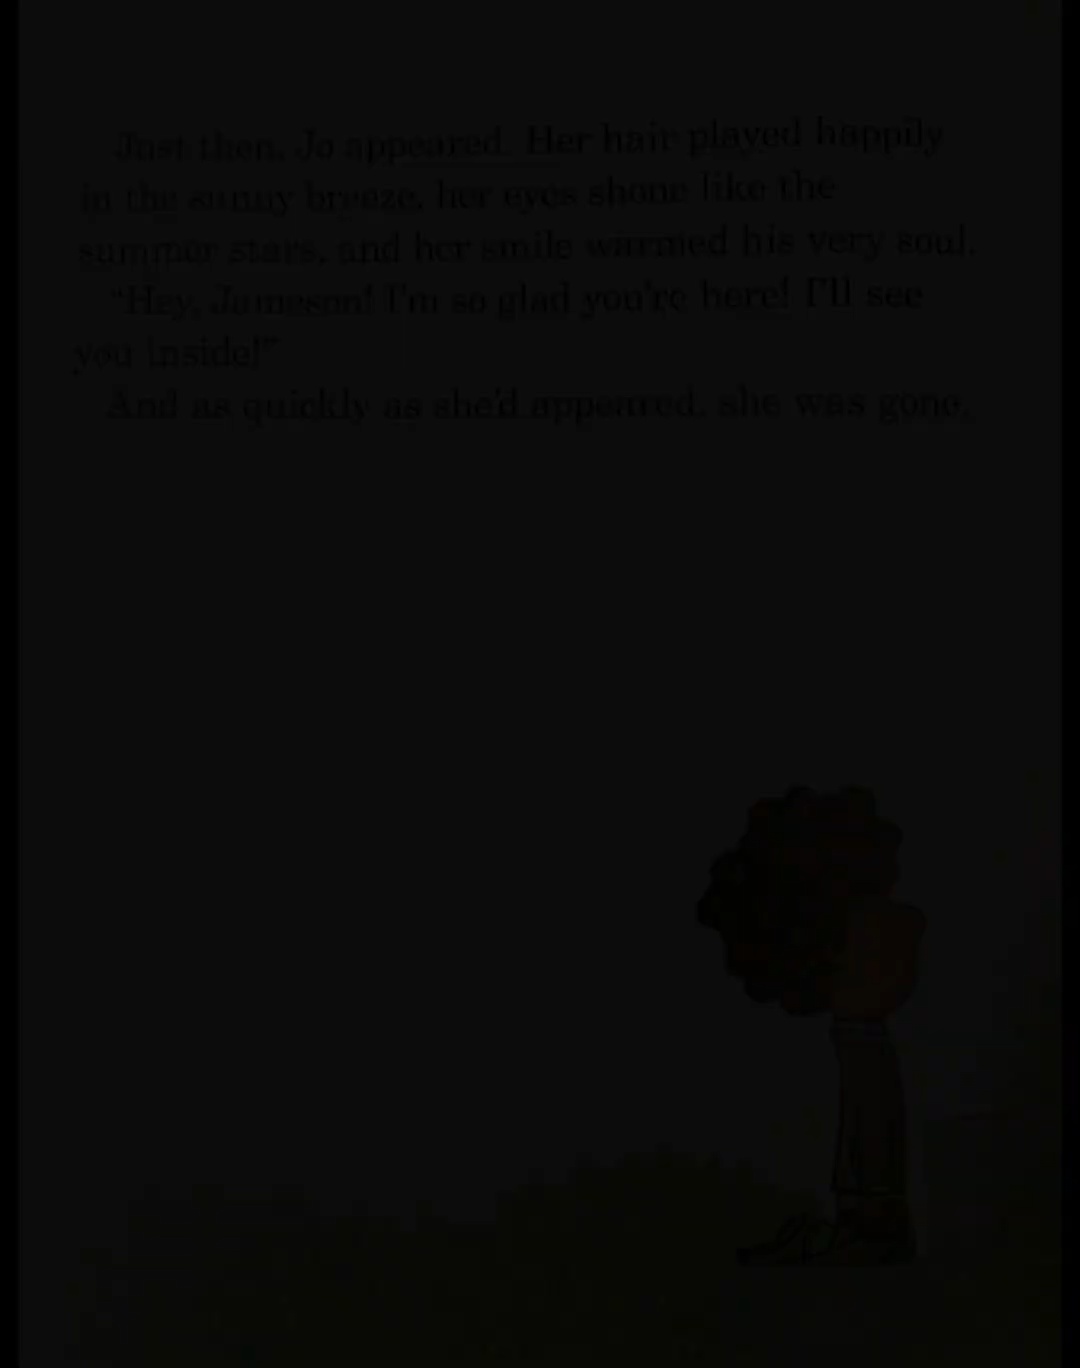 Just then, Jo appeared. Her hair played happily
in the sunny breeze, her eyes shone like the
summer stars, and her smile warmed his very soul.
“Hey, Jameson! I'm so glad you're here! I'll see
you inside!”
And as quickly as she'd appeared, she was gone.